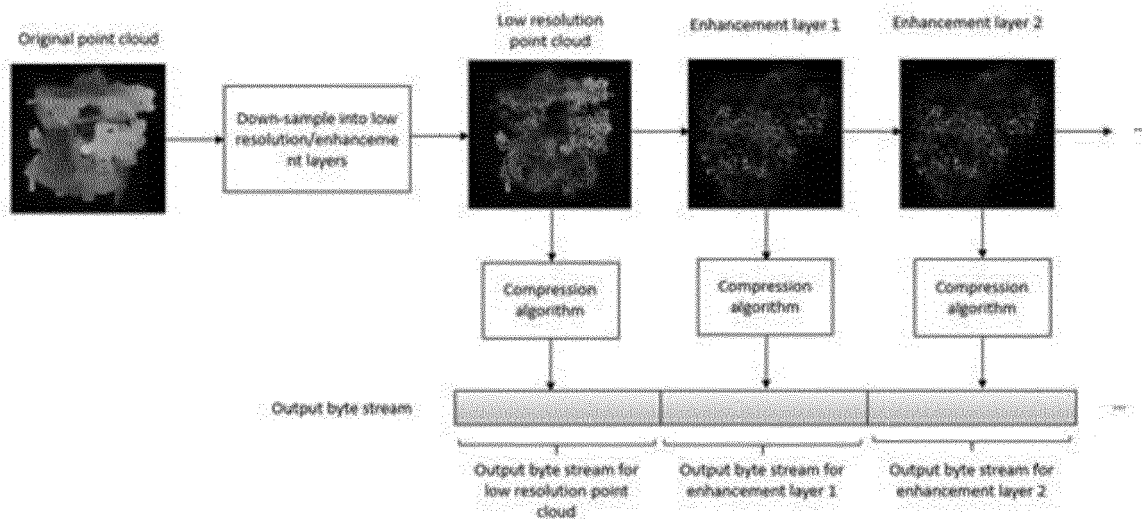 Original point cloud
Low resolution
point cloud
Enhancement layer 1
Enhancement layer 2
Down-sample into low
resolution/enhanceme
nt layers
...
Compression
algorithm
Compression
algorithm
Compression
algorithm
Output byte stream
...
Output byte stream for
low resolution point
cloud
Output byte stream for
enhancement layer 1
Output byte stream for
enhancement layer 2